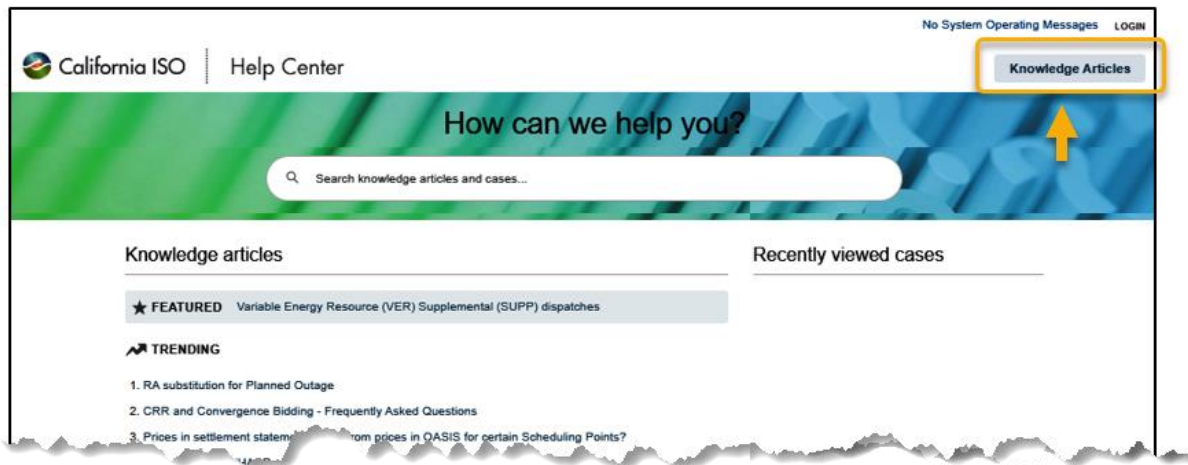 No System Operating Messages LOGIN
California ISO Help Center
Knowledge Articles
How can we help you?
Search knowledge articles and cases...
Knowledge articles
Recently viewed cases
FEATURED Variable Energy Resource (VER) Supplemental (SUPP) dispatches
TRENDING
1. RA substitution for Planned Outage
2. CRR and Convergence Bidding - Frequently Asked Questions
3. Prices in settlement prices in OASIS for certain Scheduling Points?